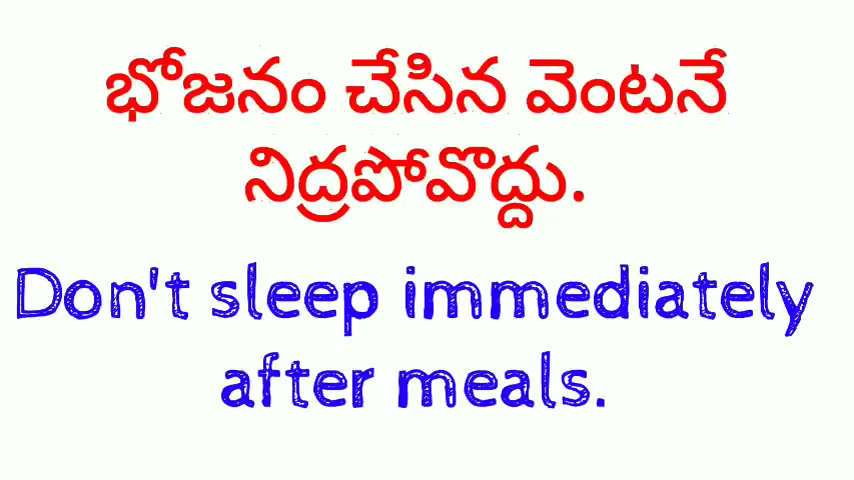 భోజనం చేసిన వెంటనే
నిద్రపోవొద్దు.
Don't sleep immediately
after meals.